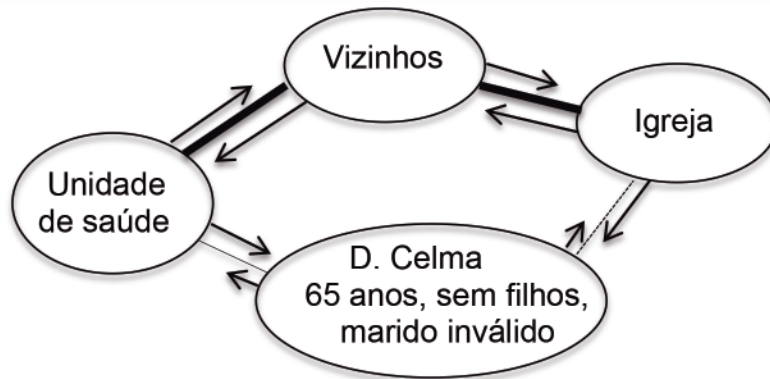 Vizinhos
Igreja
Unidade
de saúde
D. Celma
65 anos, sem filhos,
marido inválido